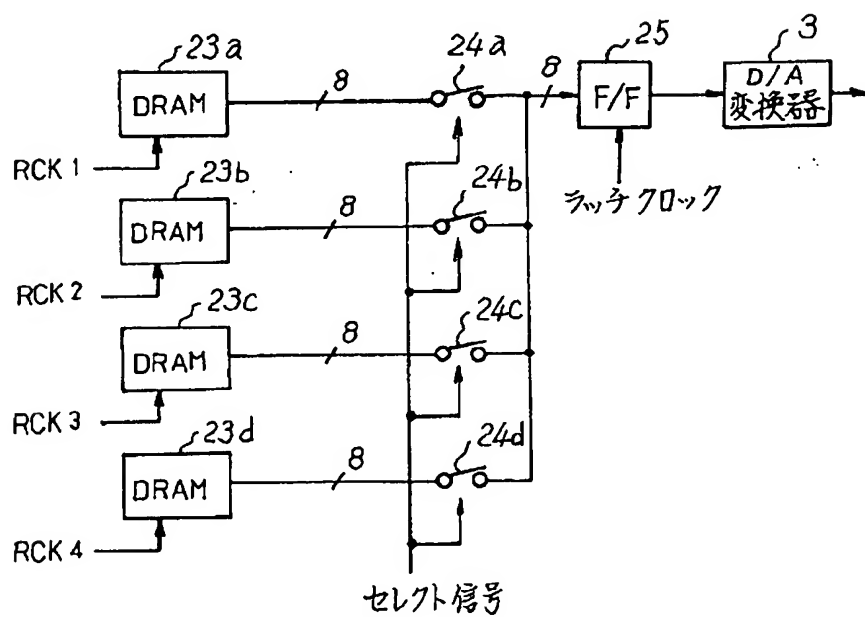 23a
8
24a
8
25
3
DRAM
F/F
D/A
変換器
RCK 1
23b
8
24b
ラッチクロック
DRAM
RCK 2
23c
8
24c
DRAM
RCK 3
23d
8
24d
DRAM
RCK 4
セレクト信号